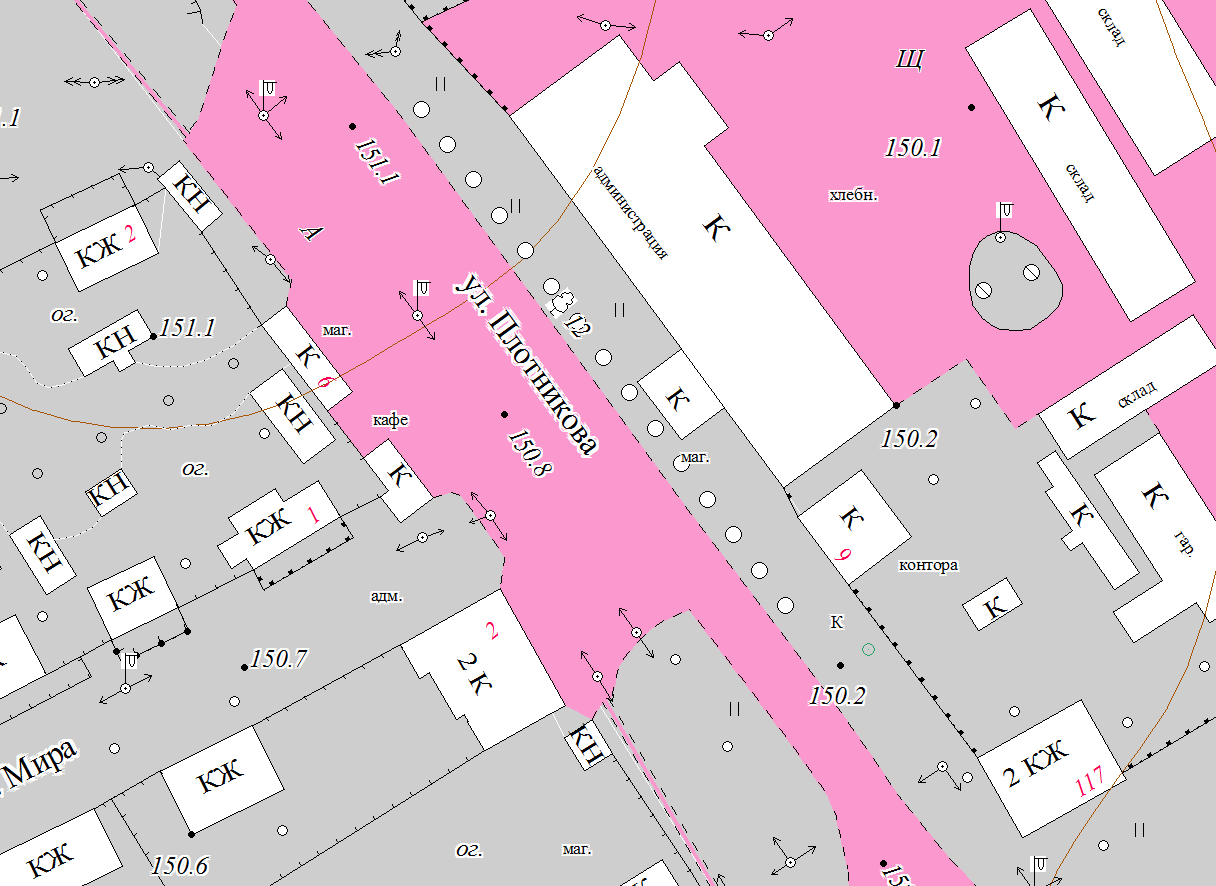 склад
Щ
.1
К
151.1
150.1
склад
КН
хлебн.
администрация
К
А
КЖ 2
ул. Плотникова
ог.
151.1
маг.
12
КН
К
6
К
К
склад
КН
кафе
150.8
150.2
маг.
ог.
К
КН
К
К
К
гар.
КЖ
1
9
КН
контора
КЖ
адм.
К
2
К
150.7
2 К
150.2
Мира
КН
КЖ
2 КЖ
117
КЖ
150.6
ог.
маг.